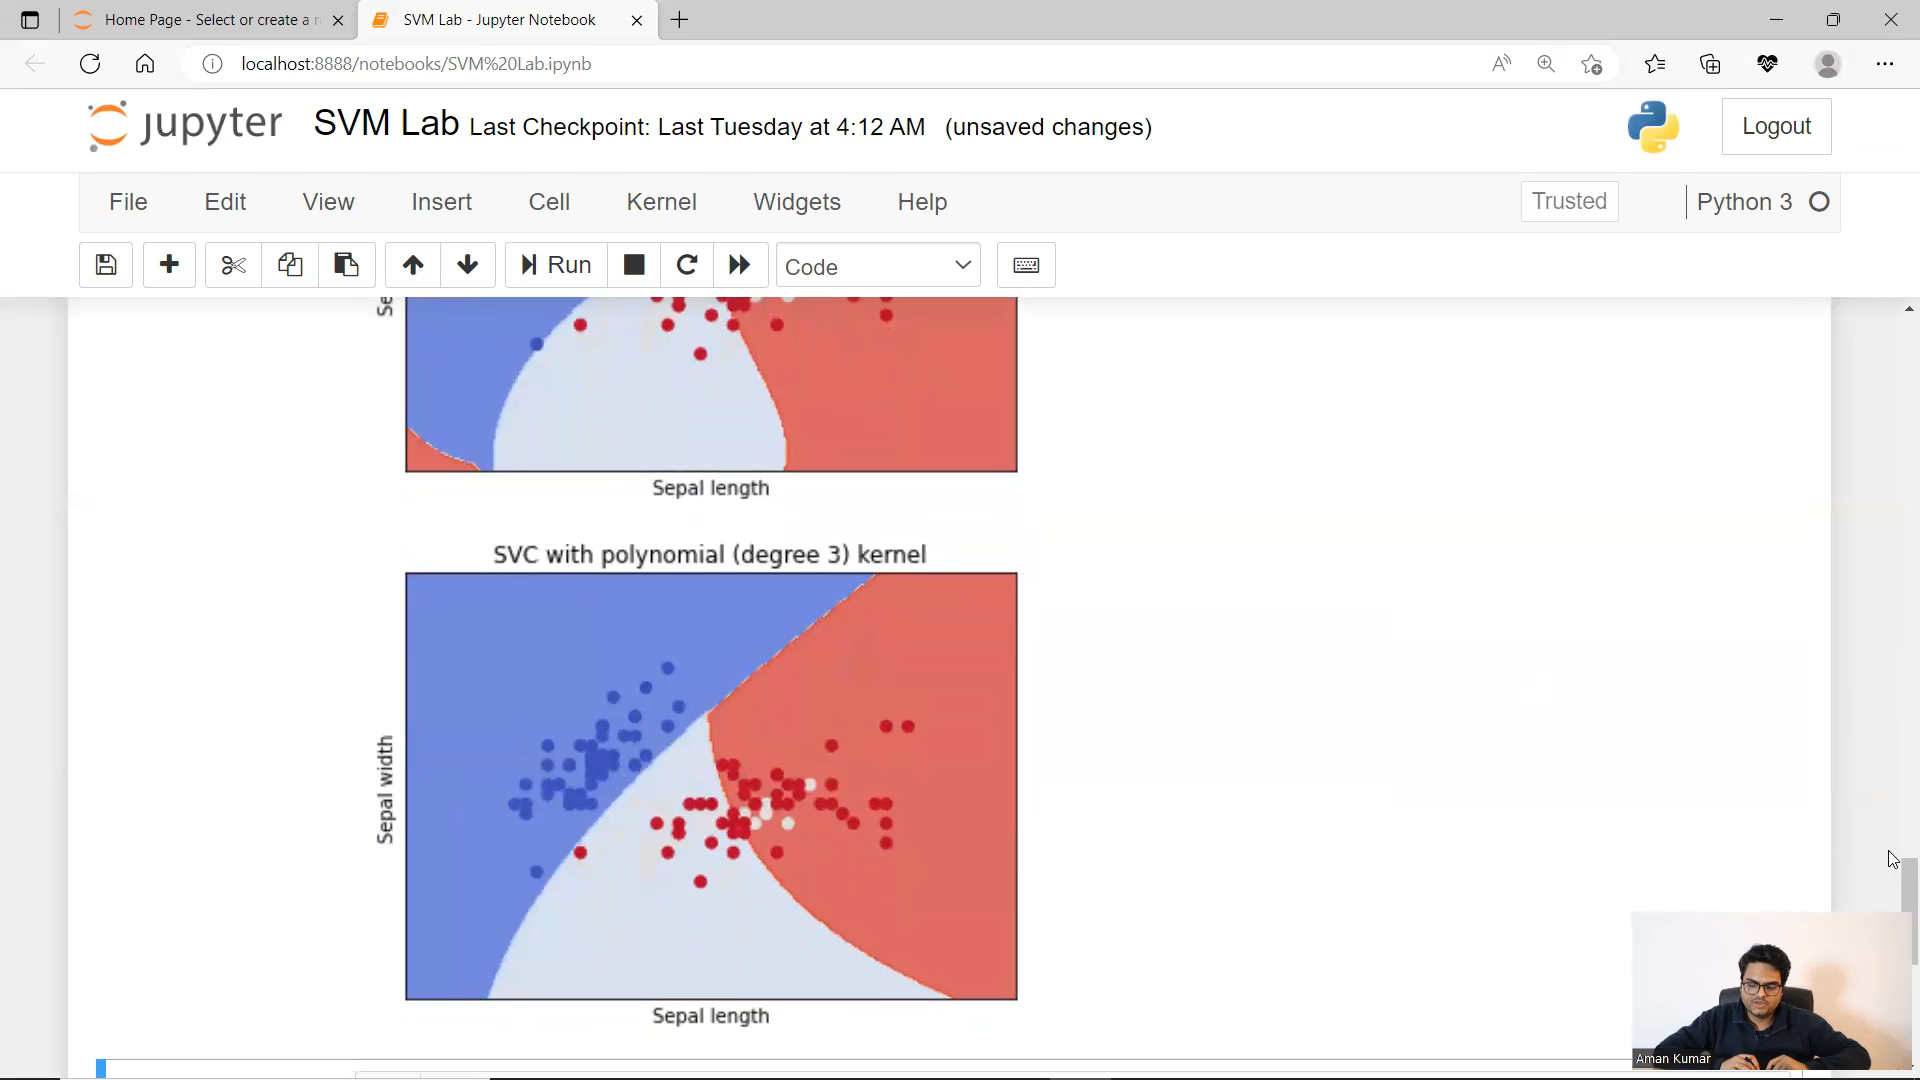 Home Page - Select or create a n
SVM Lab - Jupyter Notebook
localhost:8888/notebooks/SVM%20Lab.ipynb
jupyter SVM Lab Last Checkpoint: Last Tuesday at 4:12 AM (unsaved changes)
Logout
File Edit View Insert Cell Kernel Widgets Help Trusted Python 3
Run Code
Se
Sepal length
SVC with polynomial (degree 3) kernel
Sepal width
Sepal length
Aman Kumar